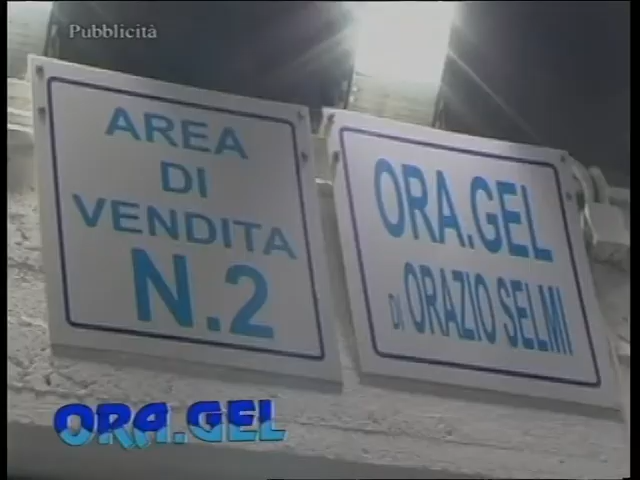 Pubblicità
AREA
DI
VENDITA
N.2
ORA.GEL
DI ORAZIO SELMI
ORA.GEL